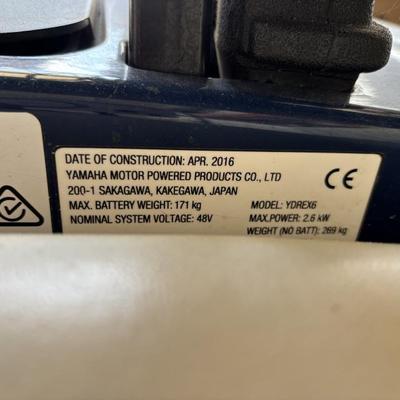 DATE OF CONSTRUCTION: APR. 2016
YAMAHA MOTOR POWERED PRODUCTS CO., LTD
200-1 SAKAGAWA, KAKEGAWA, JAPAN
MAX. BATTERY WEIGHT: 171 kg MODEL: YDREX6
NOMINAL SYSTEM VOLTAGE: 48V MAX.POWER: 2.6 kW
WEIGHT (NO BATT): 269 kg
CE